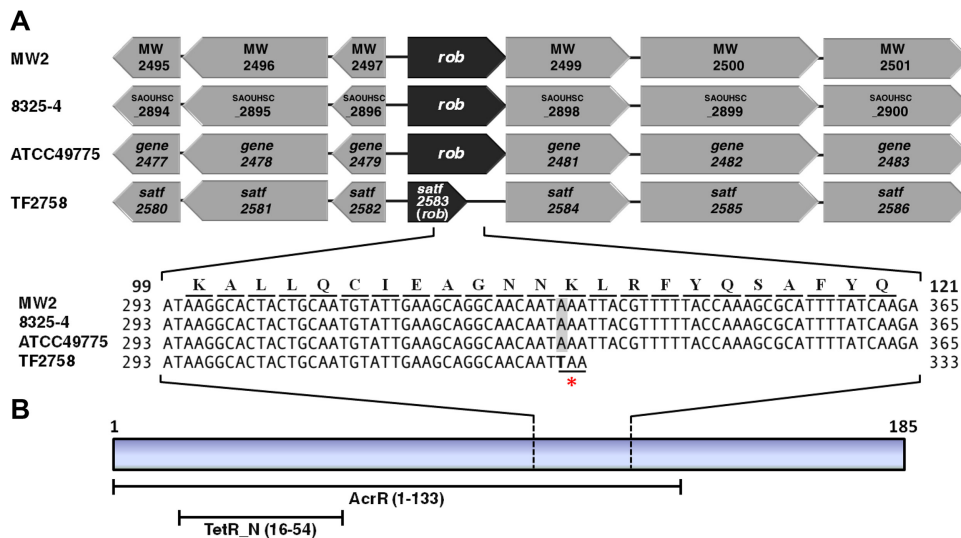 A
MW2
MW
2495
MW
2496
MW
2497
rob
MW
2499
MW
2500
MW
2501
8325-4
SAOUHSC
_2894
SAOUHSC
_2895
SAOUHSC
_2896
rob
SAOUHSC
_2898
SAOUHSC
_2899
SAOUHSC
_2900
ATCC49775
gene
2477
gene
2478
gene
2479
rob
gene
2481
gene
2482
gene
2483
TF2758
satf
2580
satf
2581
satf
2582
satf
2583
(rob)
satf
2584
satf
2585
satf
2586
99 K A L L Q C I E A G N N K L R F Y Q S A F Y Q 121
MW2 293 ATAAGGCACTACTGCAATGTATTGAAGCAGGCAACAATAAATTACGTTTTTACCAAAGCGCATTTTATCAAGA 365
8325-4 293 ATAAGGCACTACTGCAATGTATTGAAGCAGGCAACAATAAATTACGTTTTTACCAAAGCGCATTTTATCAAGA 365
ATCC49775 293 ATAAGGCACTACTGCAATGTATTGAAGCAGGCAACAATAAATTACGTTTTTACCAAAGCGCATTTTATCAAGA 365
TF2758 293 ATAAGGCACTACTGCAATGTATTGAAGCAGGCAACAATTAA 333
*
B
1 185
AcrR (1-133)
TetR_N (16-54)